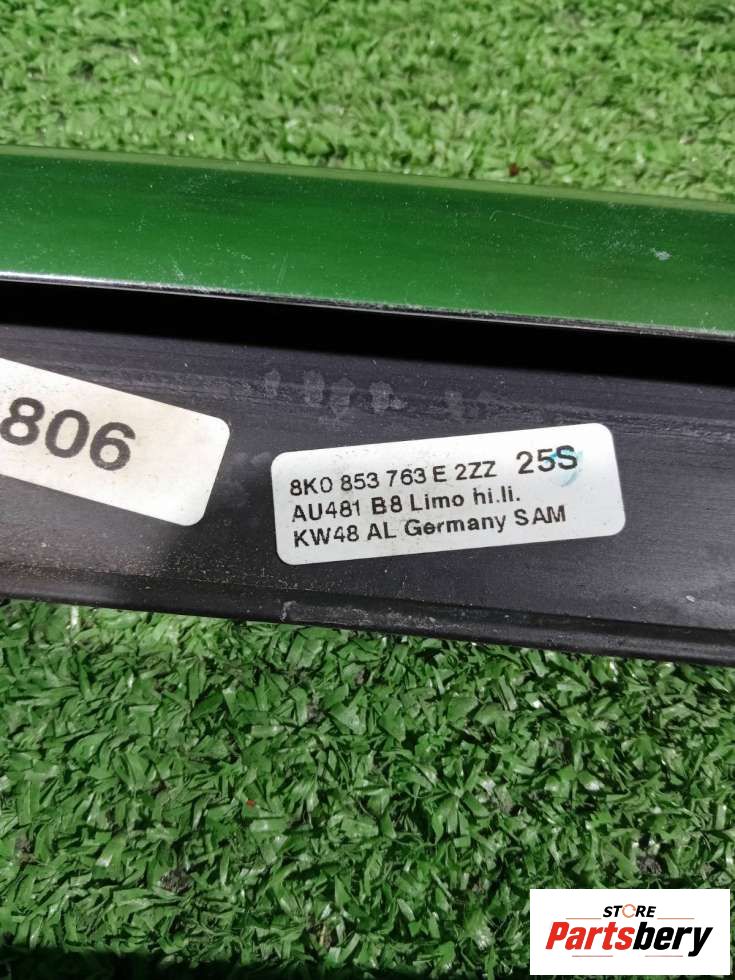 806
8K0 853 763 E 2ZZ 25S
AU481 B8 Limo hi.li.
KW48 AL Germany SAM
STORE
Partsbery